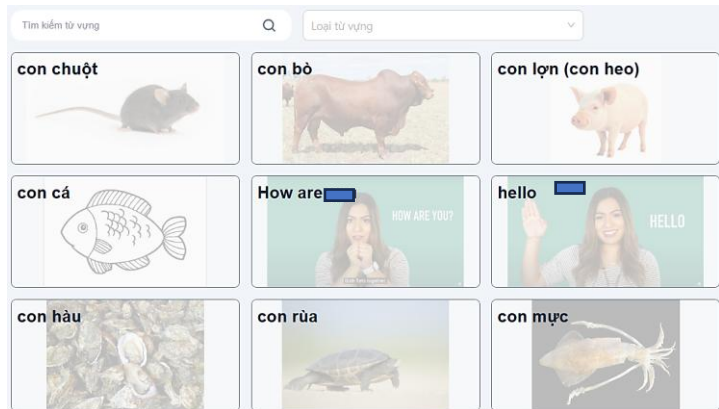 Tìm kiếm từ vựng
Loại từ vựng
con chuột
con bò
con lợn (con heo)
con cá
How are
HOW ARE YOU?
hello
HELLO
con hàu
con rùa
con mực